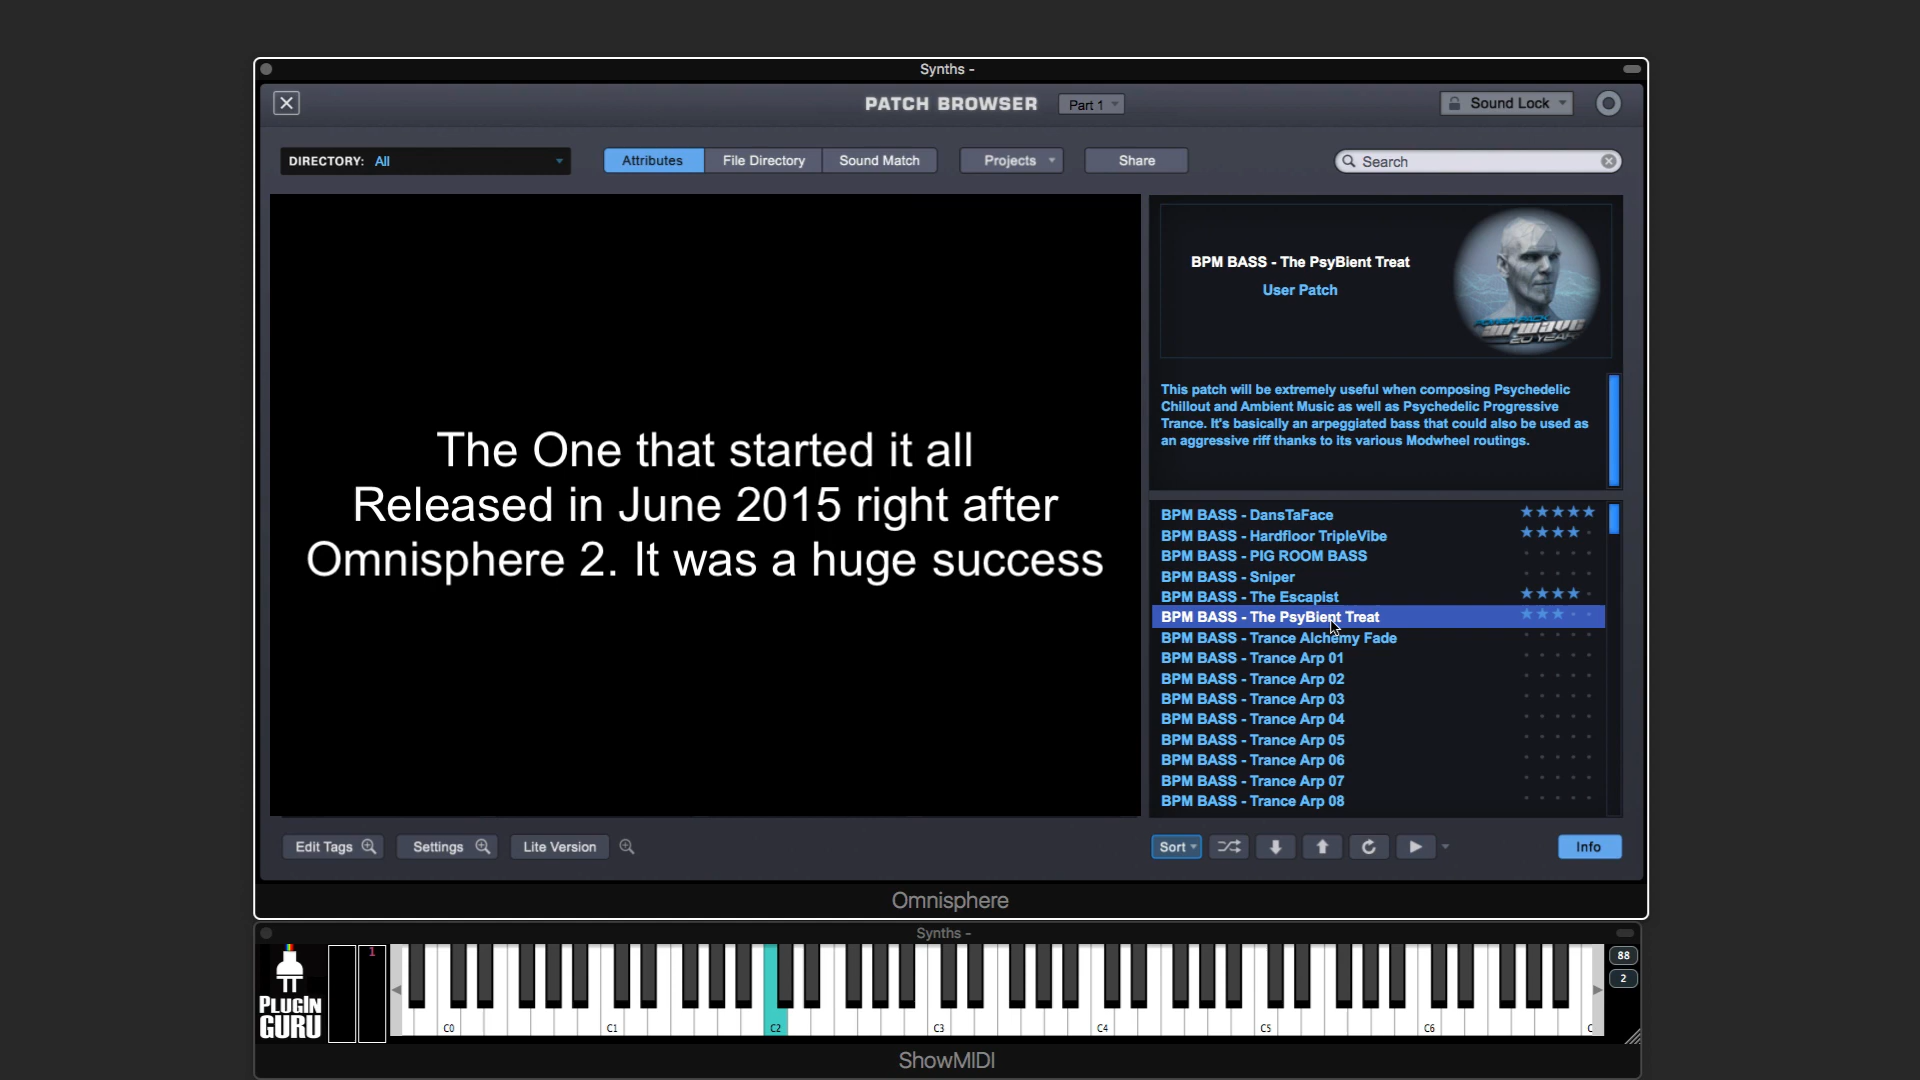 Synths -
PATCH BROWSER
Part 1
Sound Lock
DIRECTORY: All
Attributes
File Directory
Sound Match
Projects
Share
Search
The One that started it all
Released in June 2015 right after
Omnisphere 2. It was a huge success
BPM BASS - The PsyBient Treat
User Patch
POWER PACK
airwave
20 YEARS
This patch will be extremely useful when composing Psychedelic
Chillout and Ambient Music as well as Psychedelic Progressive
Trance. It's basically an arpeggiated bass that could also be used as
an aggressive riff thanks to its various Modwheel routings.
BPM BASS - DansTaFace
BPM BASS - Hardfloor TripleVibe
BPM BASS - PIG ROOM BASS
BPM BASS - Sniper
BPM BASS - The Escapist
BPM BASS - The PsyBient Treat
BPM BASS - Trance Alchemy Fade
BPM BASS - Trance Arp 01
BPM BASS - Trance Arp 02
BPM BASS - Trance Arp 03
BPM BASS - Trance Arp 04
BPM BASS - Trance Arp 05
BPM BASS - Trance Arp 06
BPM BASS - Trance Arp 07
BPM BASS - Trance Arp 08
Edit Tags
Settings
Lite Version
Sort
Info
Omnisphere
Synths -
1
88
2
PLUGIN
GURU
C0
C1
C2
C3
C4
C5
C6
C
ShowMIDI